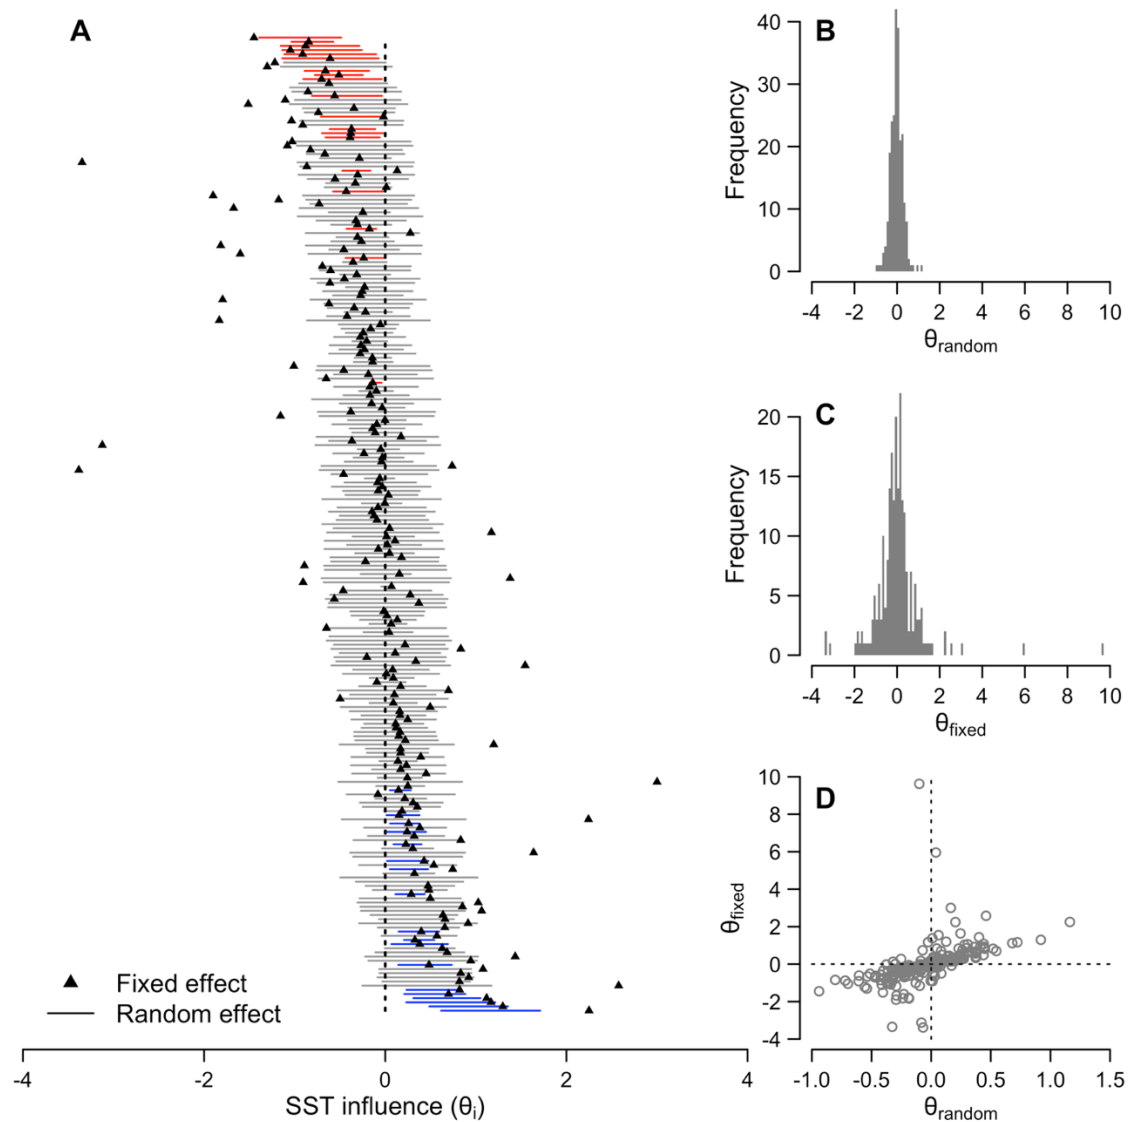 A
Fixed effect
Random effect
-4 -2 0 2 4
SST influence (θi)
B
Frequency
40
30
20
10
0
-4 -2 0 2 4 6 8 10
θrandom
C
Frequency
20
15
10
5
0
-4 -2 0 2 4 6 8 10
θfixed
D
θfixed
10
8
6
4
2
0
-2
-4
-1.0 -0.5 0.0 0.5 1.0 1.5
θrandom